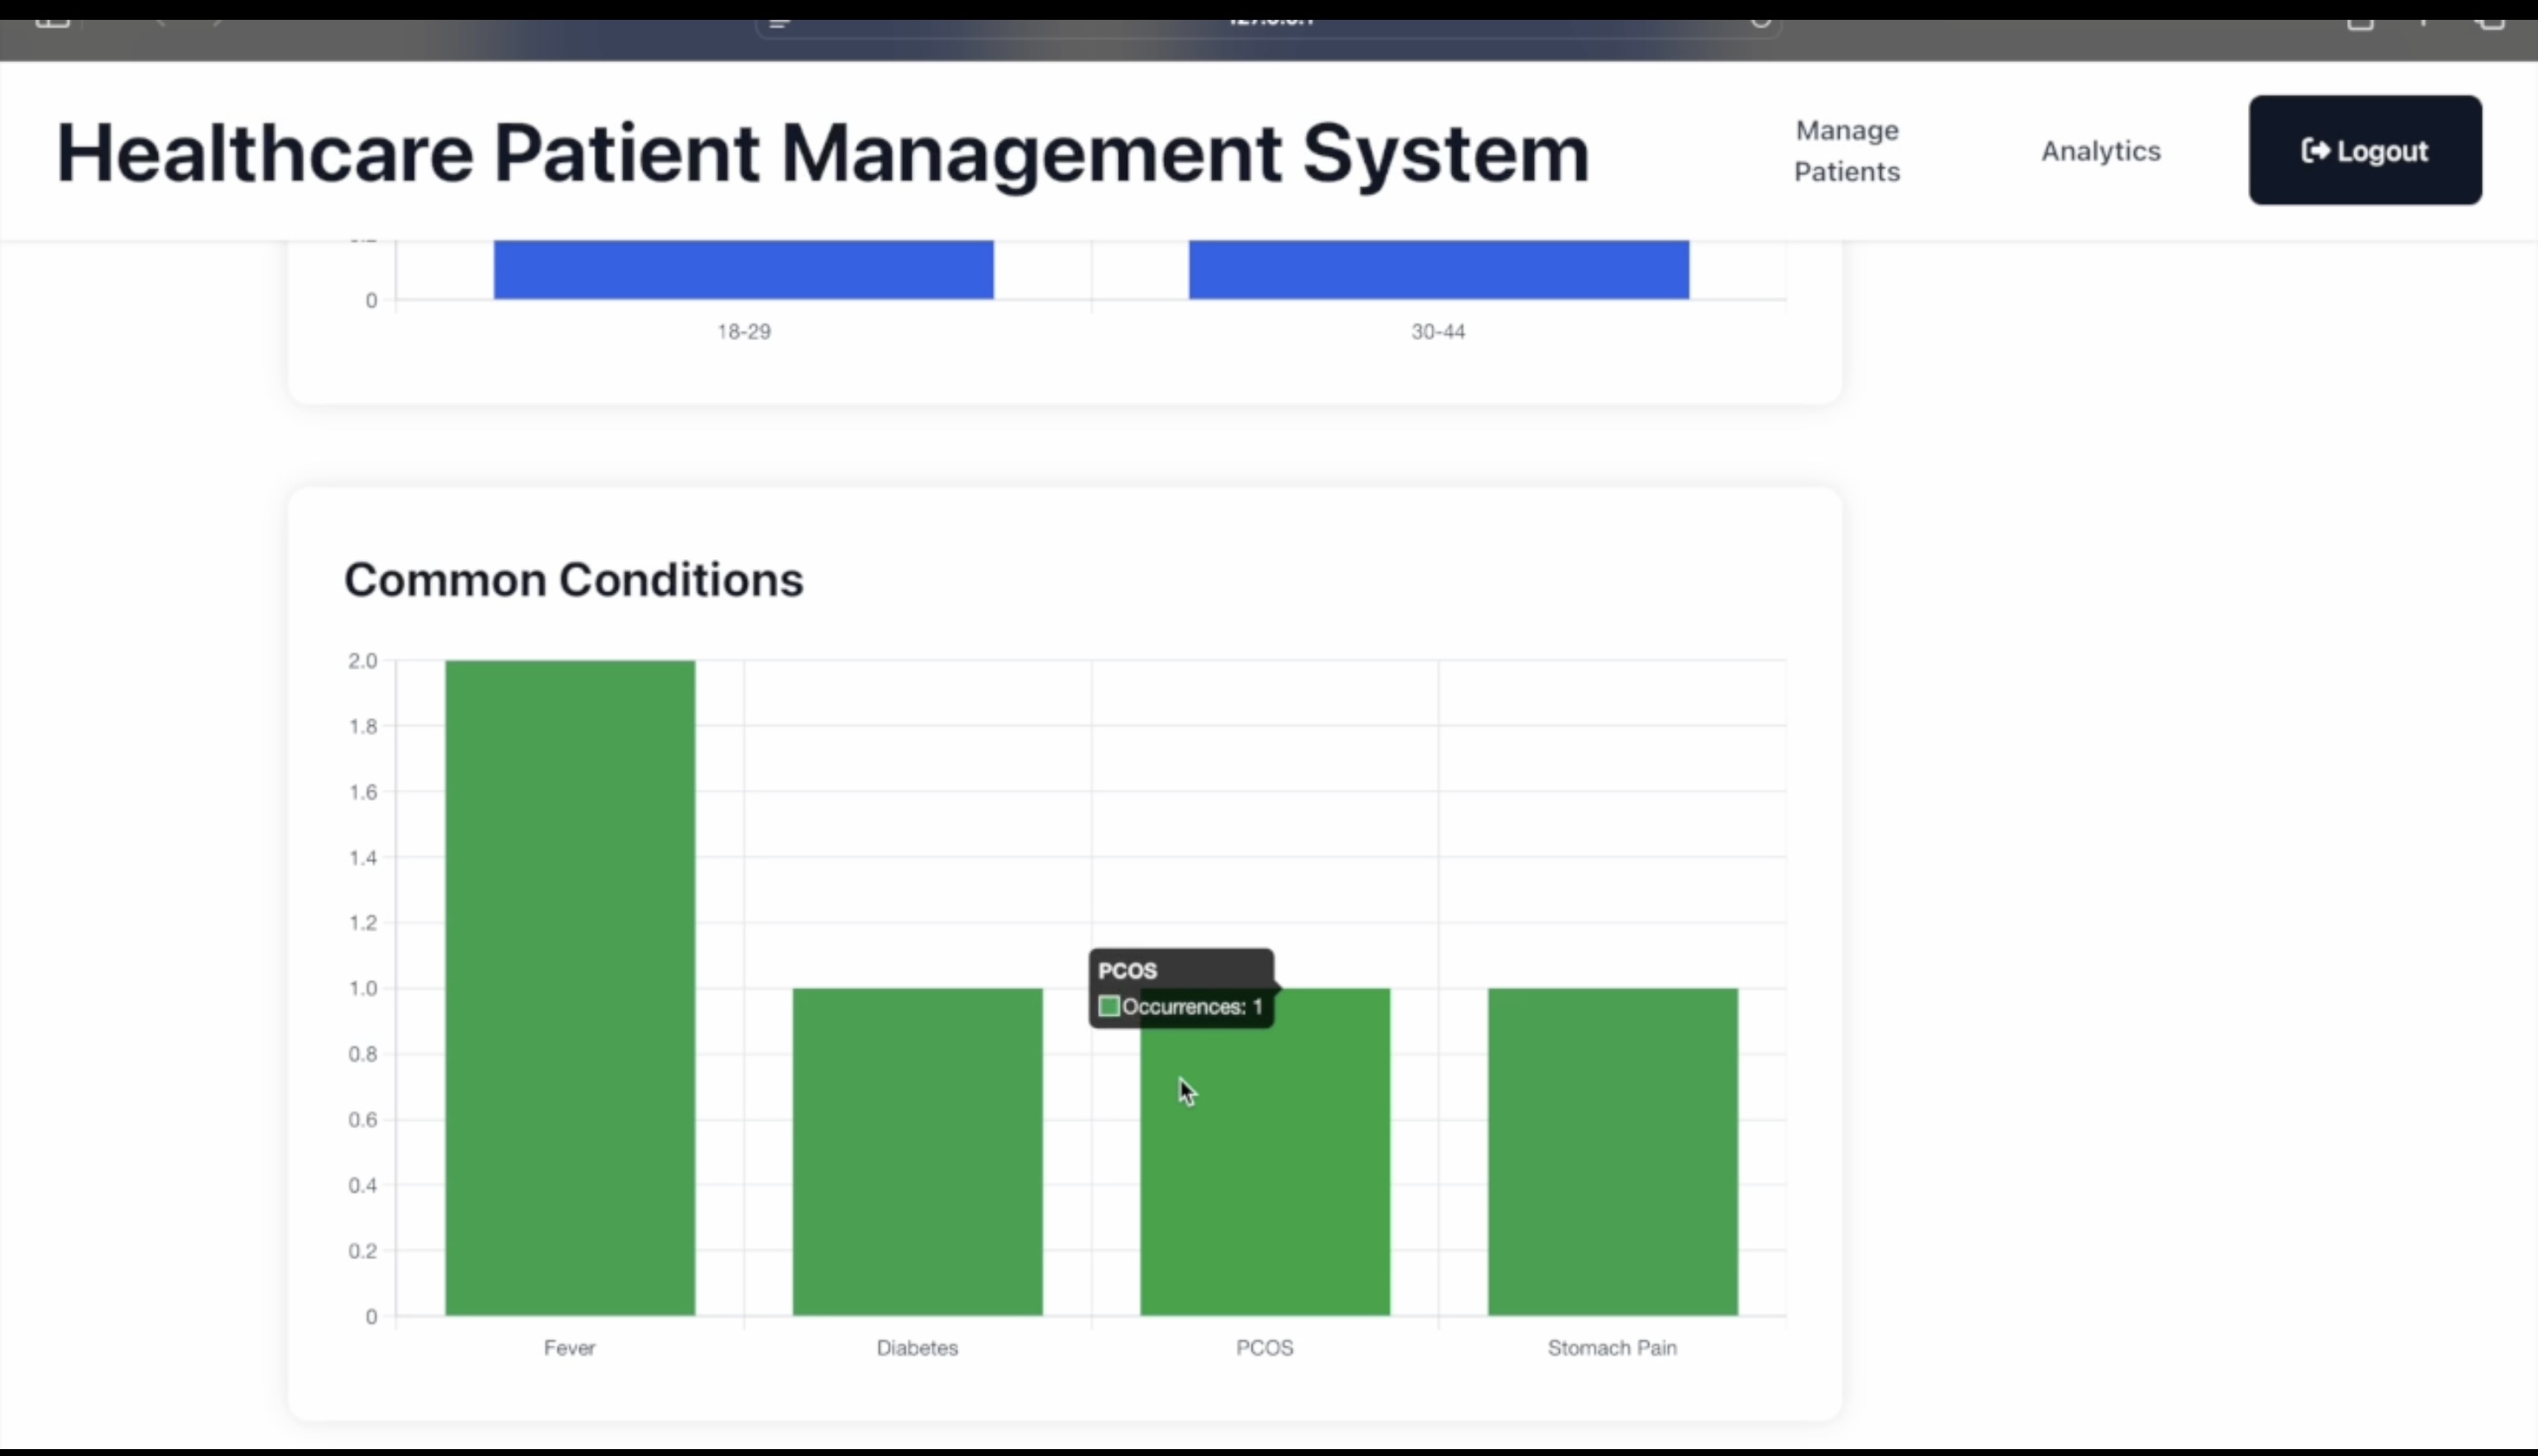 Healthcare Patient Management System
Manage
Patients
Analytics
Logout
0
18-29
30-44
Common Conditions
2.0
1.8
1.6
1.4
1.2
1.0
0.8
0.6
0.4
0.2
0
PCOS
Occurrences: 1
Fever
Diabetes
PCOS
Stomach Pain